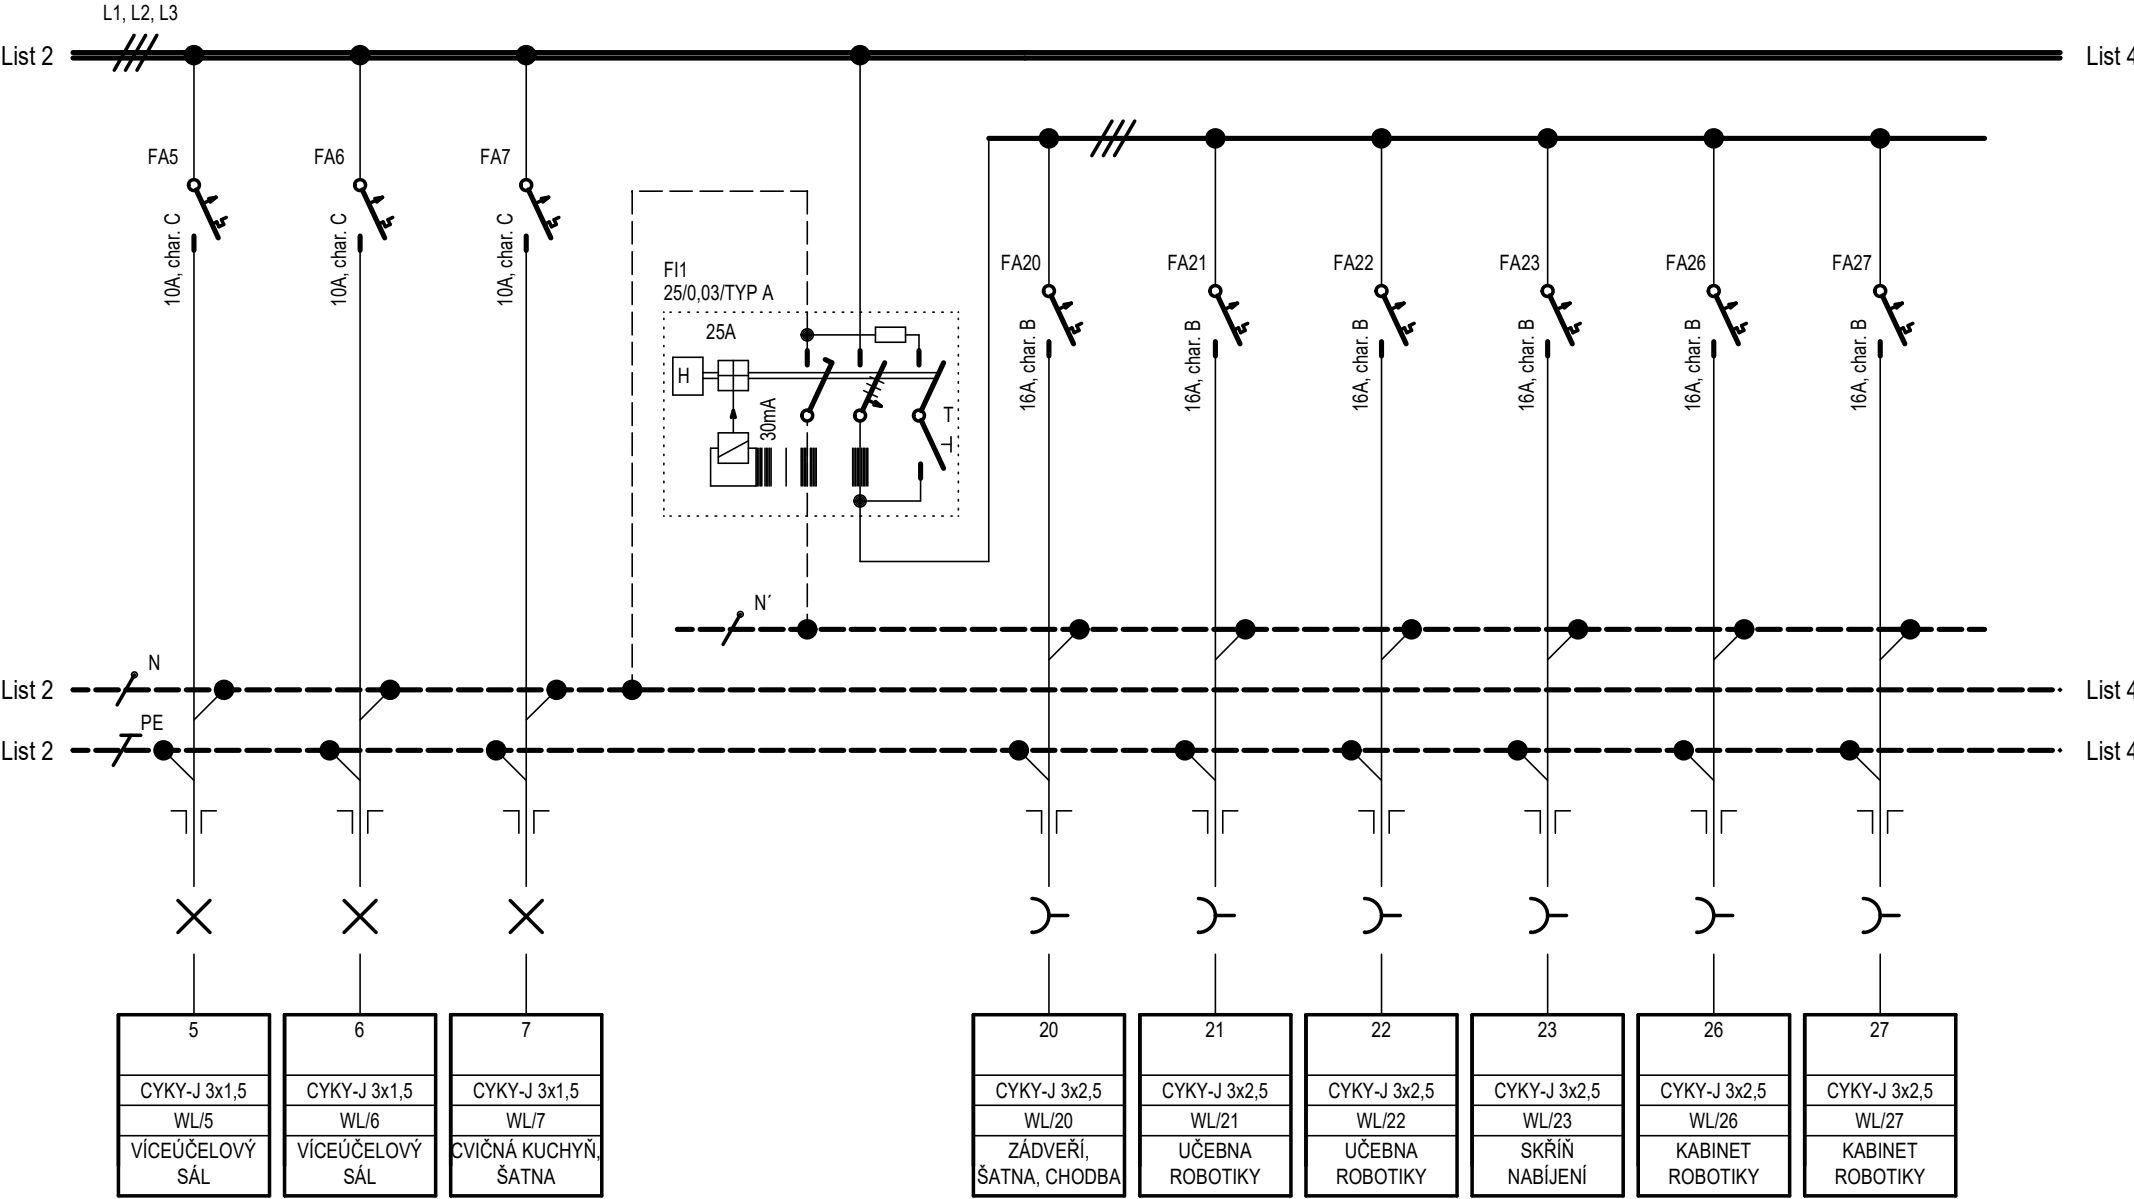 L1, L2, L3
List 2
List 4
FA5
FA6
FA7
10A, char. C
10A, char. C
10A, char. C
FI1
25/0,03/TYP A
25A
H
30mA
T
T
FA20
FA21
FA22
FA23
FA26
FA27
16A, char. B
16A, char. B
16A, char. B
16A, char. B
16A, char. B
16A, char. B
N´
N
List 2
List 4
PE
List 2
List 4
5
CYKY-J 3x1,5
WL/5
VÍCEÚČELOVÝ
SÁL
6
CYKY-J 3x1,5
WL/6
VÍCEÚČELOVÝ
SÁL
7
CYKY-J 3x1,5
WL/7
CVIČNÁ KUCHYŇ,
ŠATNA
20
CYKY-J 3x2,5
WL/20
ZÁDVEŘÍ,
ŠATNA, CHODBA
21
CYKY-J 3x2,5
WL/21
UČEBNA
ROBOTIKY
22
CYKY-J 3x2,5
WL/22
UČEBNA
ROBOTIKY
23
CYKY-J 3x2,5
WL/23
SKŘÍŇ
NABÍJENÍ
26
CYKY-J 3x2,5
WL/26
KABINET
ROBOTIKY
27
CYKY-J 3x2,5
WL/27
KABINET
ROBOTIKY